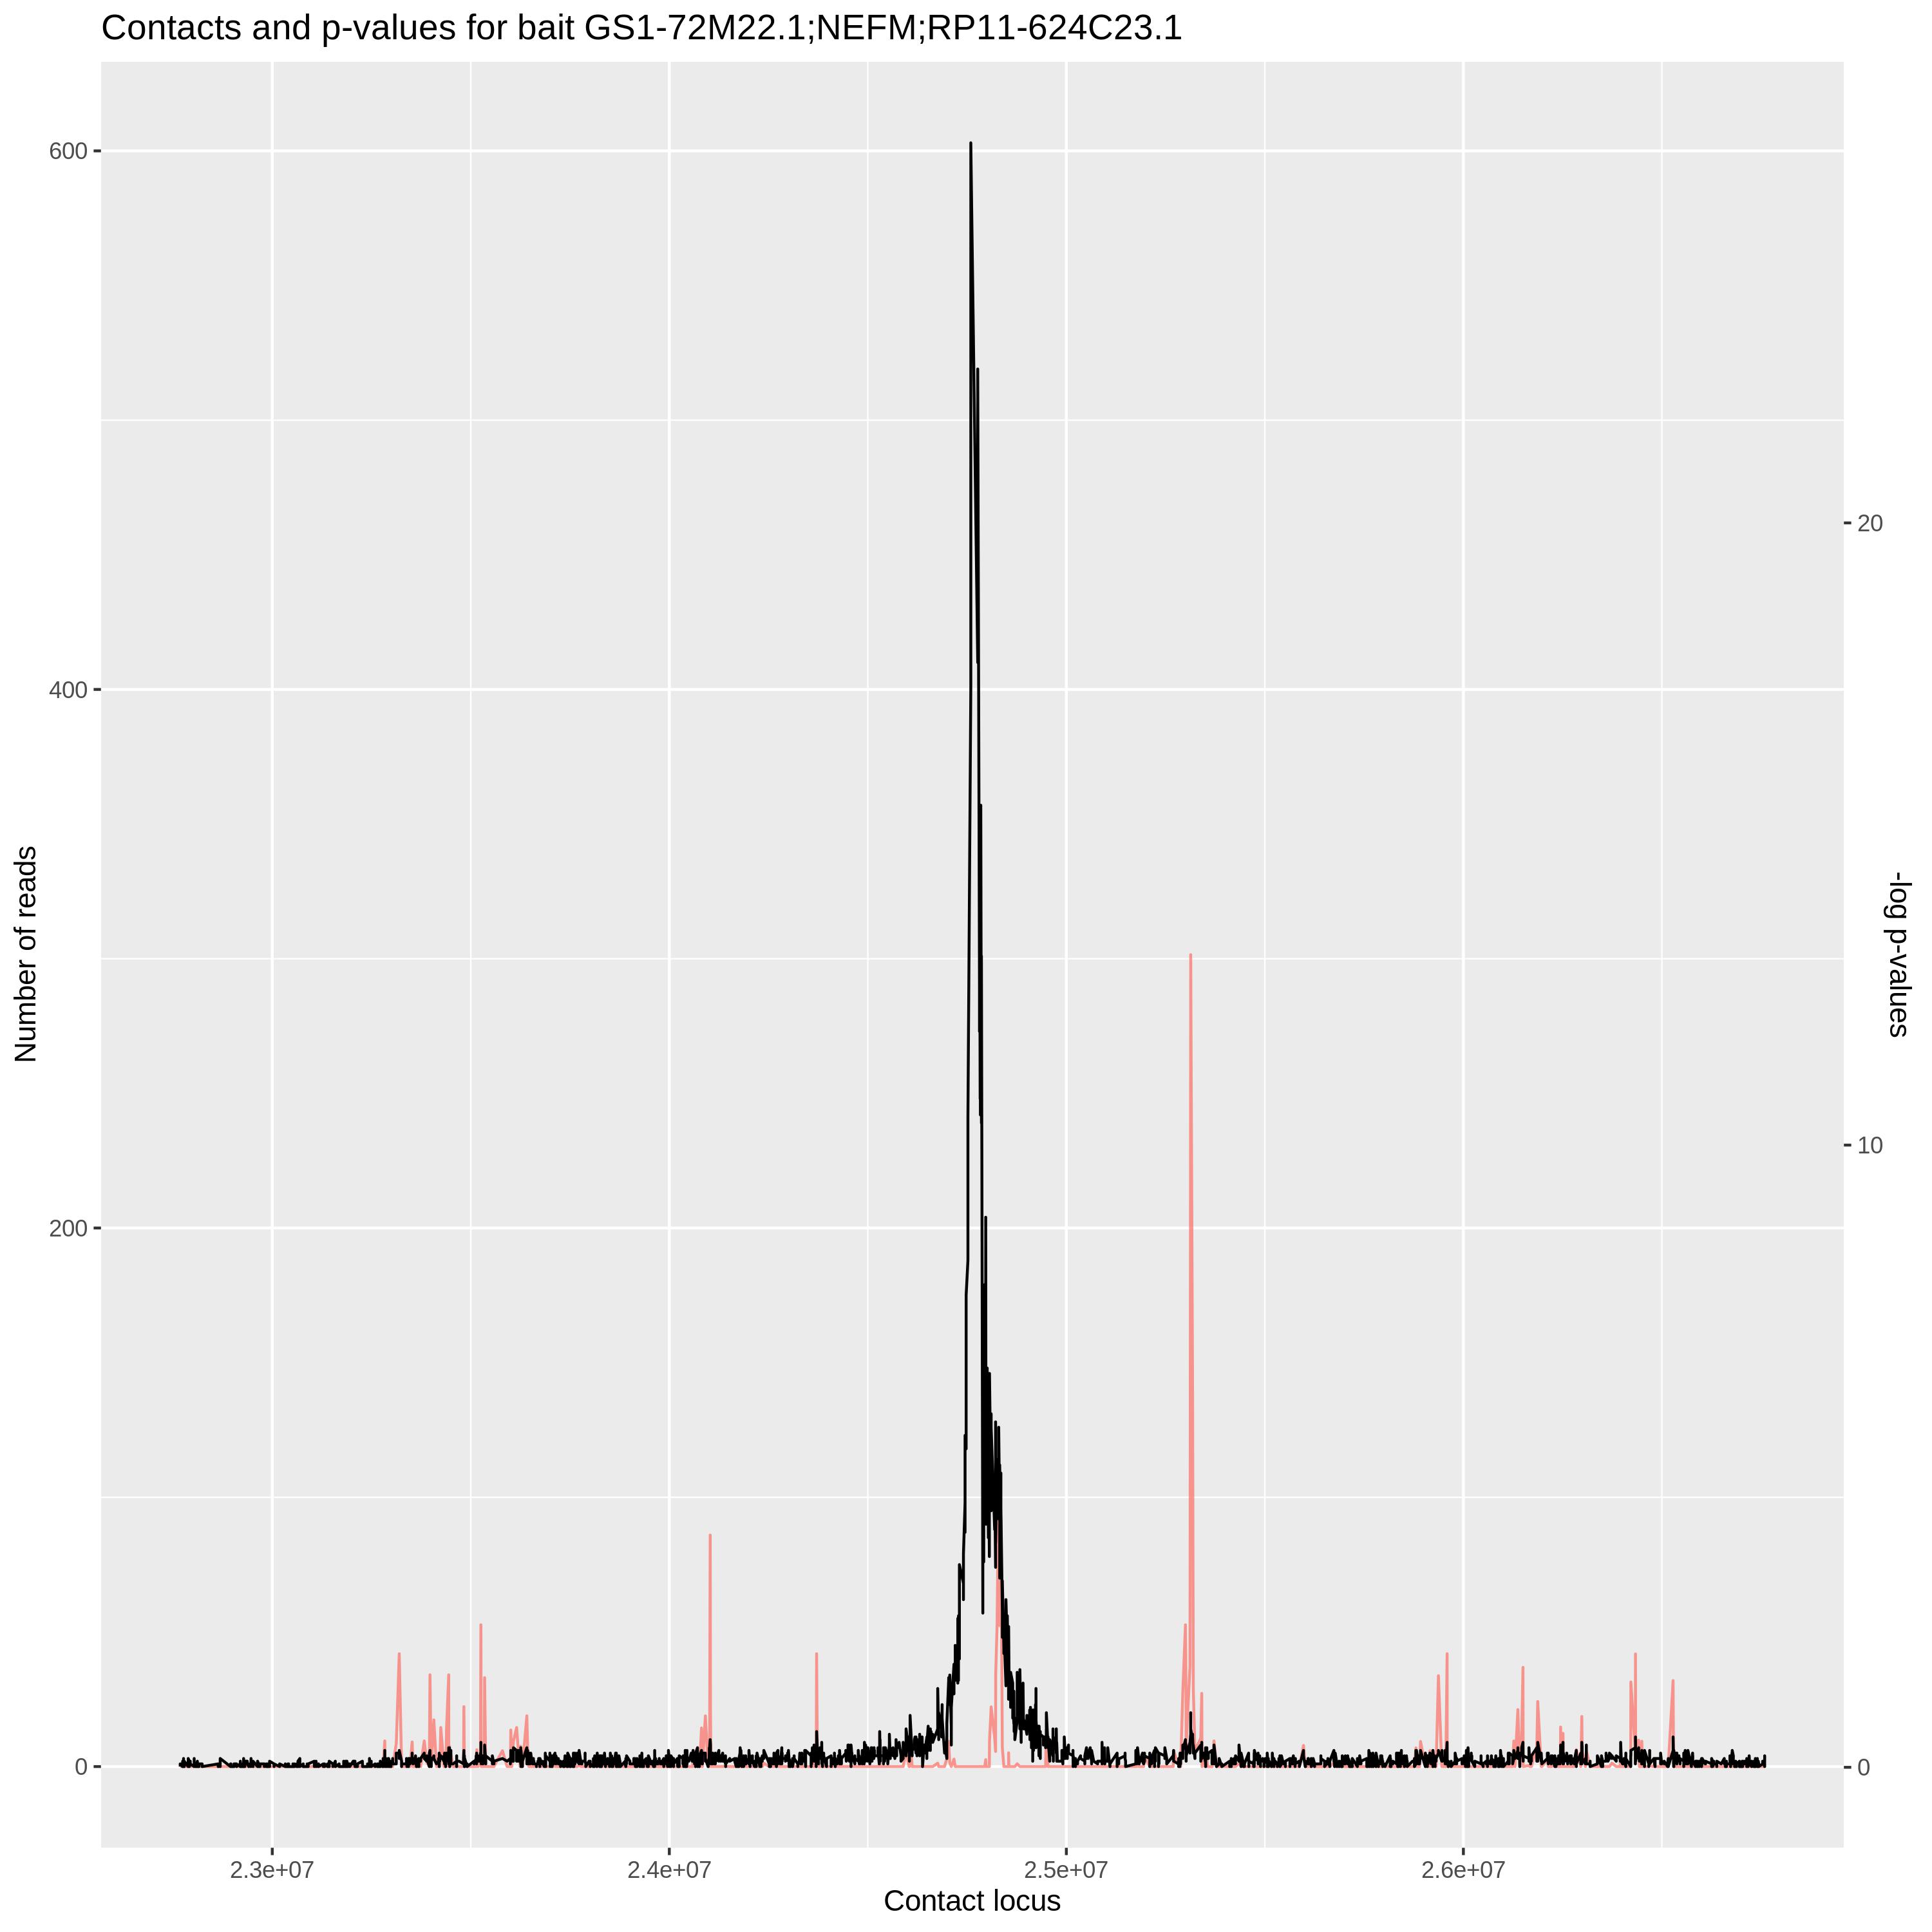 Contacts and p-values for bait GS1-72M22.1;NEFM;RP11-624C23.1
600
400
200
0
Number of reads
20
10
0
-log p-values
2.3e+07
2.4e+07
2.5e+07
2.6e+07
Contact locus